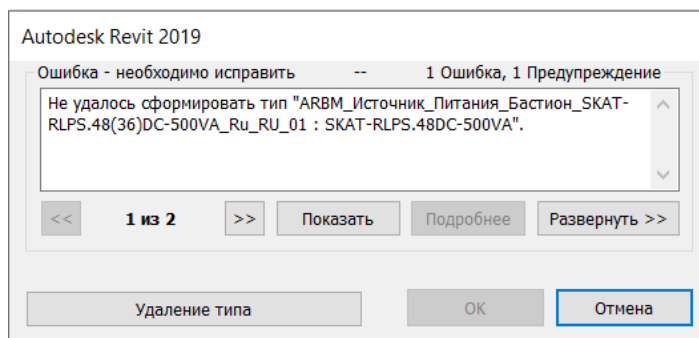 Autodesk Revit 2019
Ошибка - необходимо исправить -- 1 Ошибка, 1 Предупреждение
Не удалось сформировать тип "ARBM_Источник_Питания_Бастион_SKAT-
RLPS.48(36)DC-500VA_Ru_RU_01 : SKAT-RLPS.48DC-500VA".
<< 1 из 2 >> Показать Подробнее Развернуть >>
Удаление типа OK Отмена